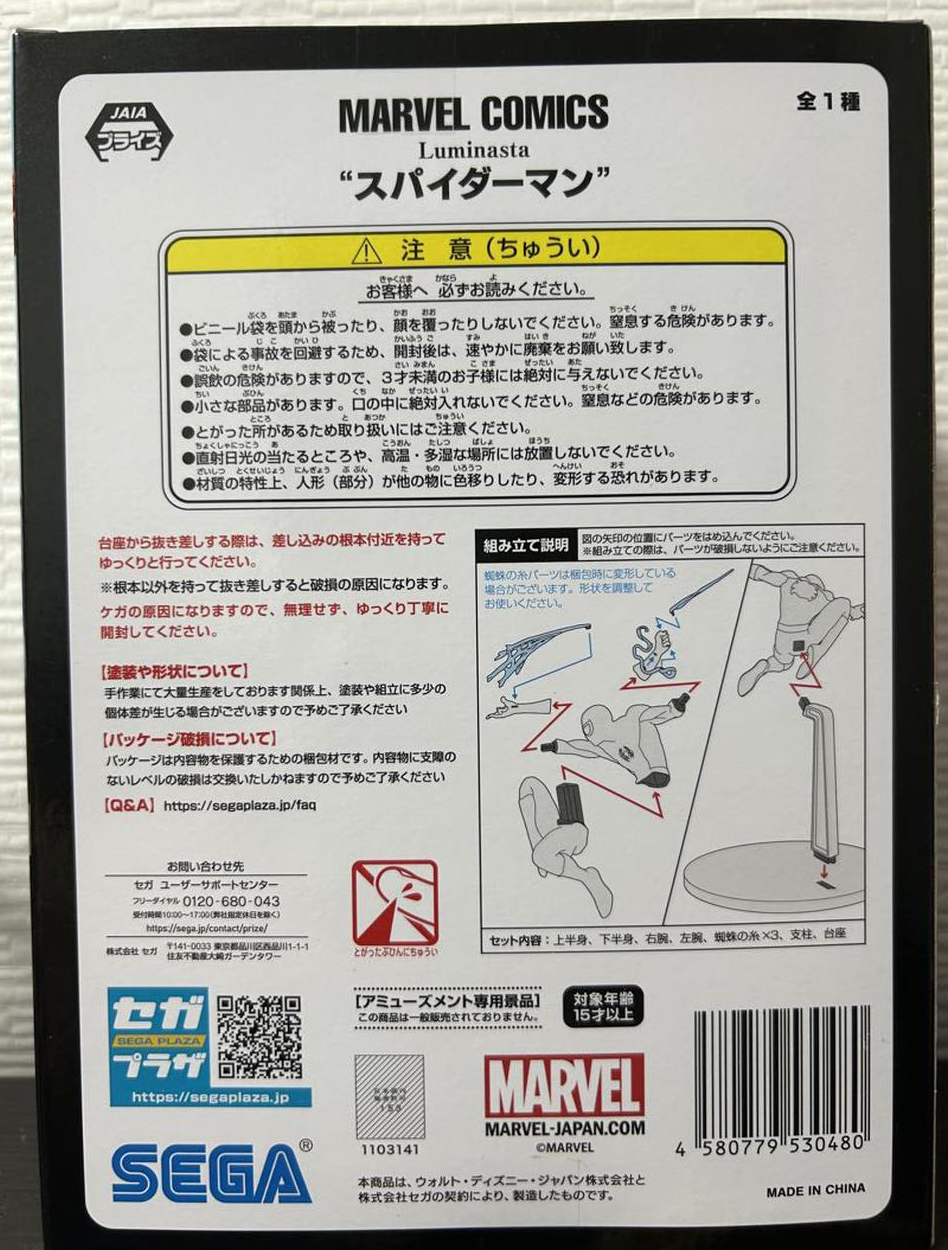 JAIA
プライズ
MARVEL COMICS
全1種
Luminasta
“スパイダーマン”
⚠ 注 意(ちゅうい)
お客様へ 必ずお読みください。
●ビニール袋を頭から被ったり、顔を覆ったりしないでください。窒息する危険があります。
●袋による事故を回避するため、開封後は、速やかに廃棄をお願い致します。
●誤飲の危険がありますので、3才未満のお子様には絶対に与えないでください。
●小さな部品があります。口の中に絶対入れないでください。窒息などの危険があります。
●とがった所があるため取り扱いにはご注意ください。
●直射日光の当たるところや、高温・多湿な場所には放置しないでください。
●材質の特性上、人形(部分)が他の物に色移りしたり、変形する恐れがあります。
台座から抜き差しする際は、差し込みの根本付近を持って
ゆっくりと行ってください。
※根本以外を持って抜き差しすると破損の原因になります。
ケガの原因になりますので、無理せず、ゆっくり丁寧に
開封してください。
【塗装や形状について】
手作業にて大量生産をしております関係上、塗装や組立に多少の
個体差が生じる場合がございますので予めご了承ください
【パッケージ破損について】
パッケージは内容物を保護するための梱包材です。内容物に支障の
ないレベルの破損は交換いたしかねますので予めご了承ください
【Q&A】https://segaplaza.jp/faq
組み立て説明
図の矢印の位置にパーツをはめ込んでください。
※組み立ての際は、パーツが破損しないようにご注意ください。
蜘蛛の糸パーツは梱包時に変形している
場合がございます。形状を調整して
お使いください。
セット内容：上半身、下半身、右腕、左腕、蜘蛛の糸×3、支柱、台座
お問い合わせ先
セガ ユーザーサポートセンター
フリーダイヤル 0120-680-043
受付時間10:00～17:00(弊社指定休日を除く)
https://sega.jp/contact/prize/
株式会社 セガ 〒141-0033 東京都品川区西品川1-1-1
住友不動産大崎ガーデンタワー
とがったぶひんにちゅうい
セガ
SEGA PLAZA
プラザ
https://segaplaza.jp
[アミューズメント専用景品]
この商品は一般販売されておりません。
対象年齢
15才以上
1103141
MARVEL
MARVEL-JAPAN.COM
©MARVEL
4 580779 530480
SEGA®
本商品は、ウォルト・ディズニー・ジャパン株式会社と
株式会社セガの契約により、製造したものです。
MADE IN CHINA